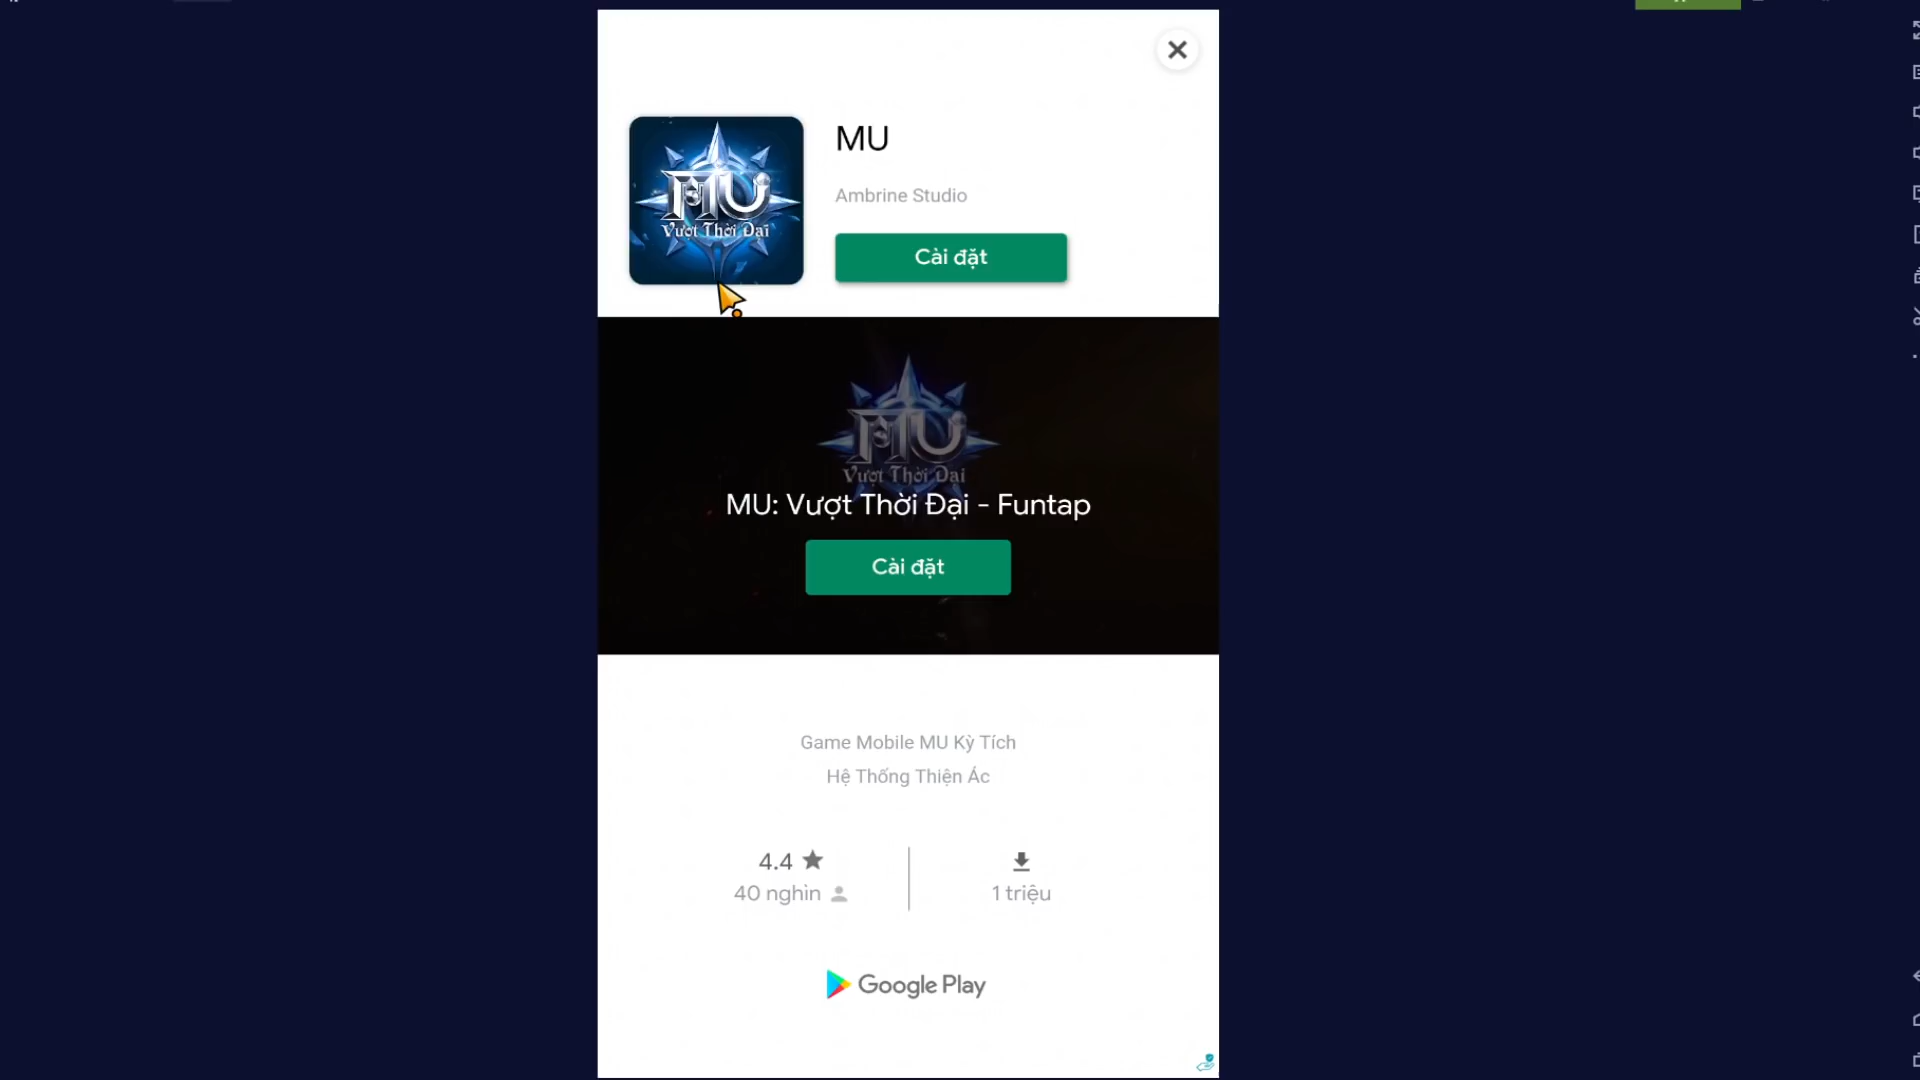 MU
Ambrine Studio
MU
Vượt Thời Đại
Cài đặt
MU
Vượt Thời Đại
MU: Vượt Thời Đại - Funtap
Cài đặt
Game Mobile MU Kỳ Tích
Hệ Thống Thiện Ác
4.4
40 nghìn
1 triệu
Google Play